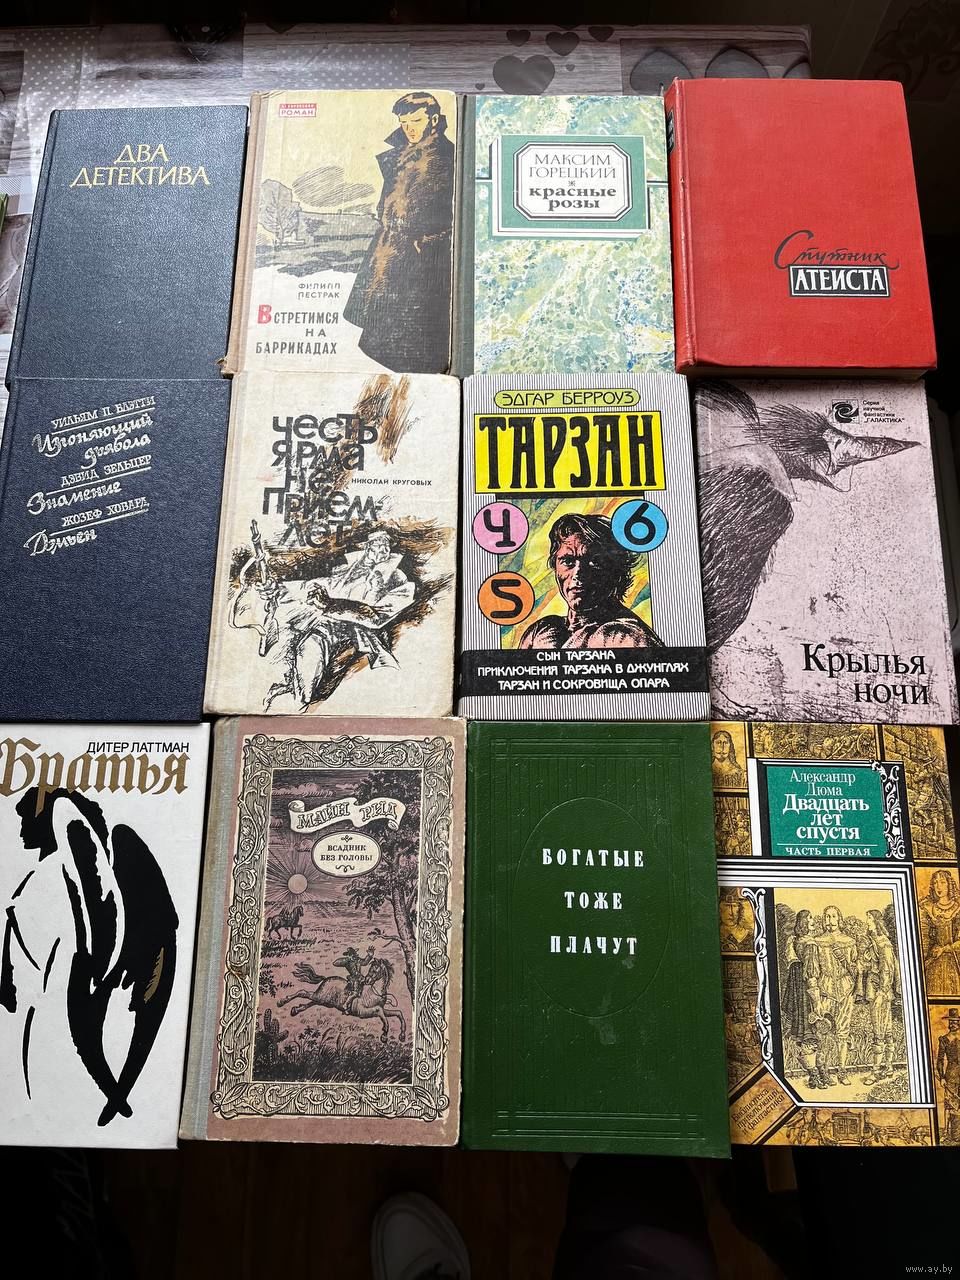 ДВА
ДЕТЕКТИВА
РОМАН
ФИЛИПП
ПЕСТРАК
ВСТРЕТИМСЯ
НА
БАРРИКАДАХ
МАКСИМ
ГОРЕЦКИЙ
красные
розы
Спутник
АТЕИСТА
УИЛЬЯМ П. БЛЭТТИ
Изгоняющий
дьявола
ДЭВИД ЗЕЛЬЦЕР
Знамение
ЖОЗЕФ ХОВАРД
Дэмьен
честь
ярма
не
прием-
лет
НИКОЛАЙ КРУГОВЫХ
ЭДГАР БЕРРОУЗ
ТАРЗАН
4
6
5
СЫН ТАРЗАНА
ПРИКЛЮЧЕНИЯ ТАРЗАНА В ДЖУНГЛЯХ
ТАРЗАН И СОКРОВИЩА ОПАРА
Серия
научной
фантастики
„ГАЛАКТИКА"
Крылья
ночи
ДИТЕР ЛАТТМАН
Братья
МАЙН РИД
ВСАДНИК
БЕЗ ГОЛОВЫ
БОГАТЫЕ
ТОЖЕ
ПЛАЧУТ
Александр
Дюма
Двадцать
лет
спустя
ЧАСТЬ ПЕРВАЯ
www.ay.by